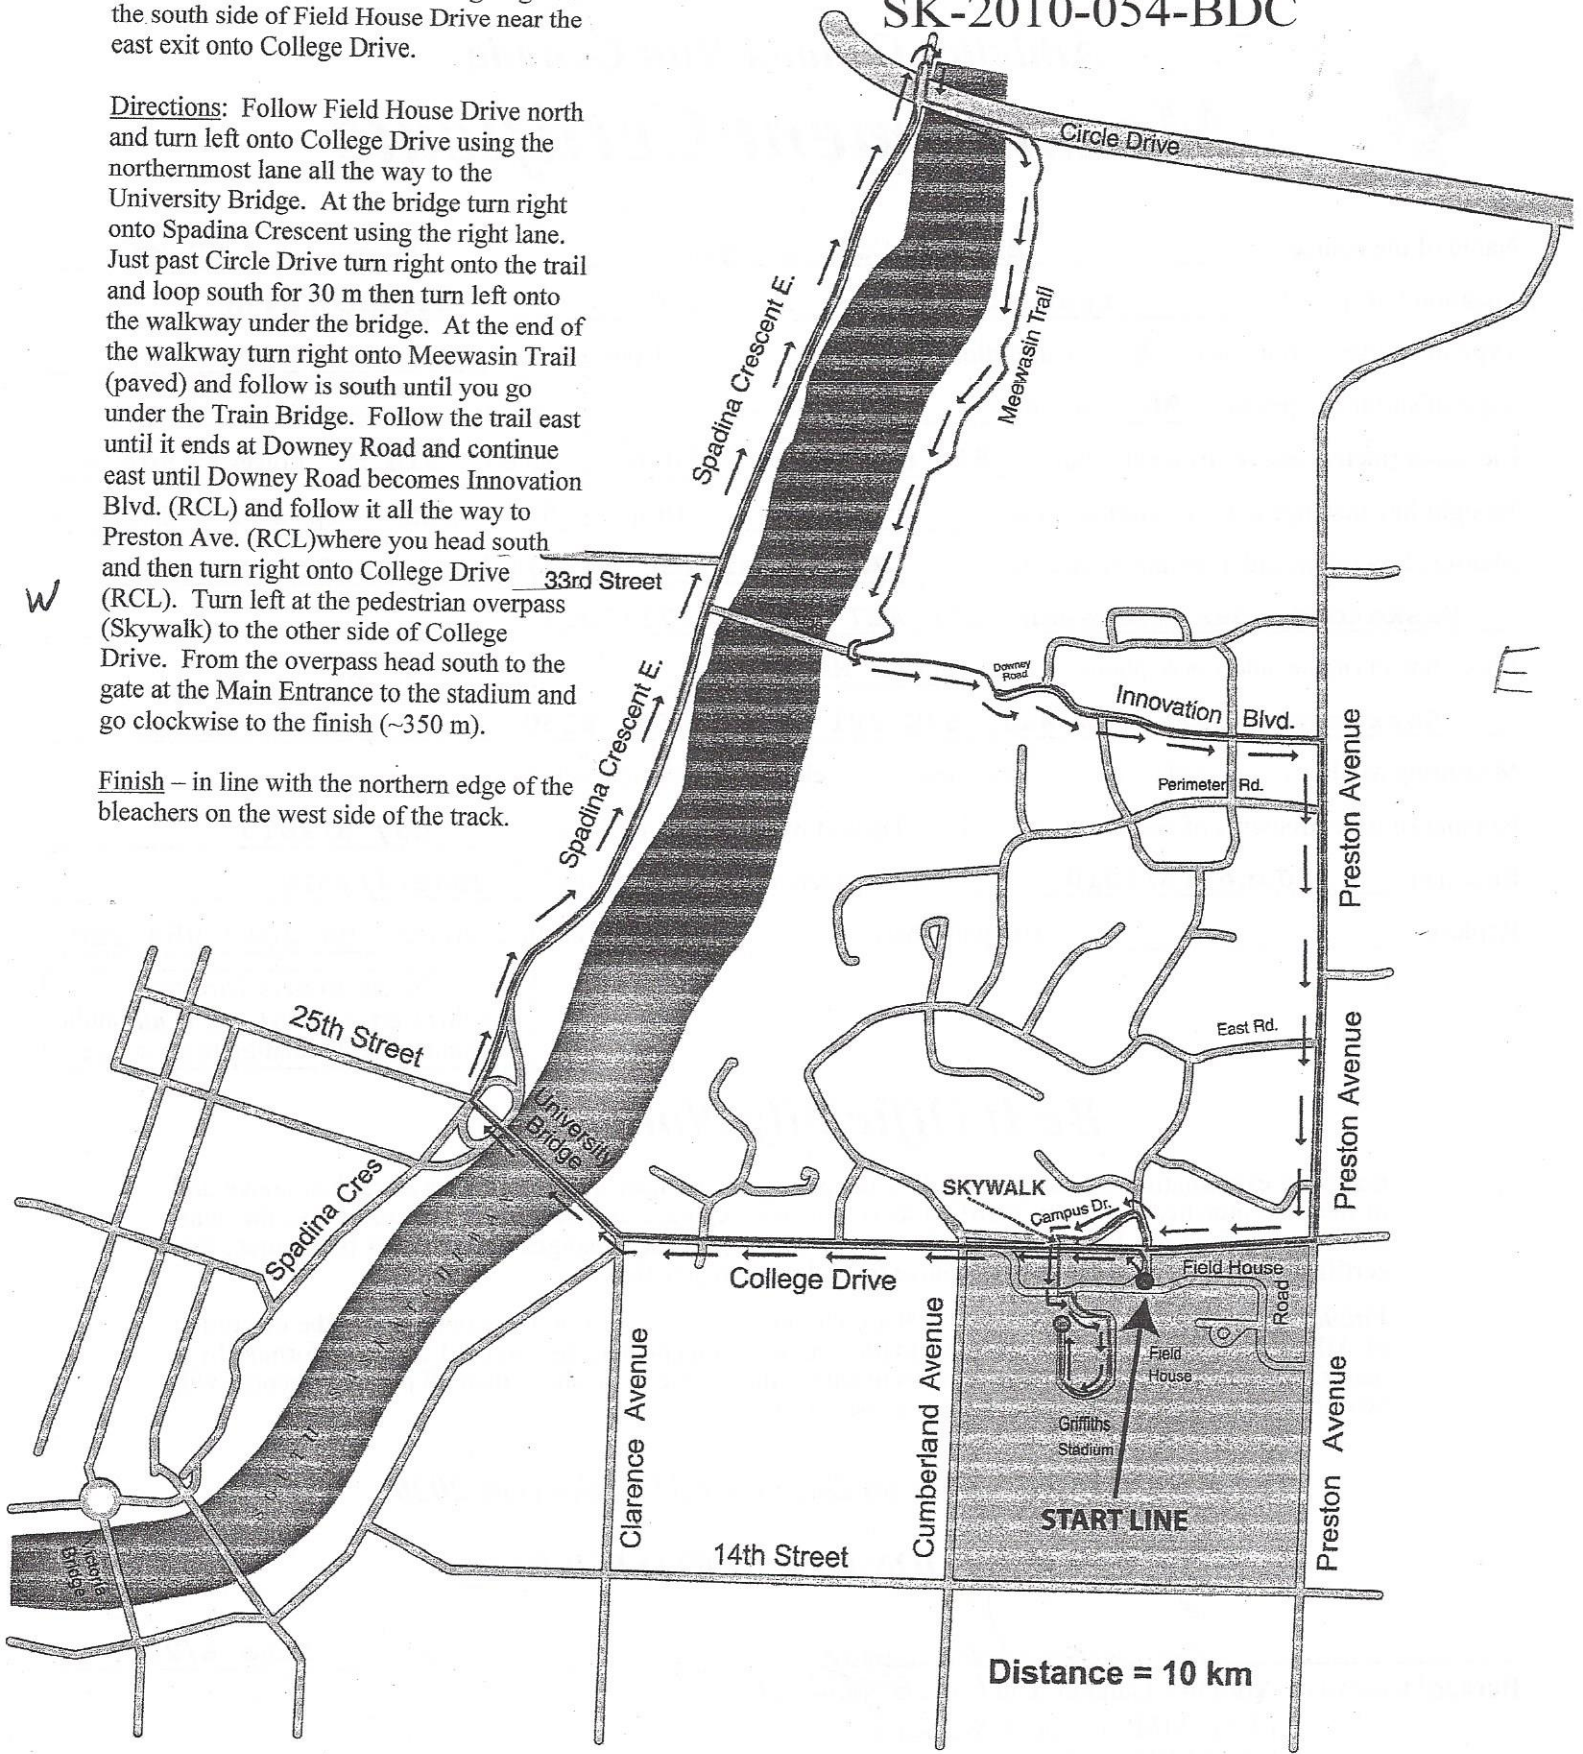 the south side of Field House Drive near the
east exit onto College Drive.
SK-2010-054-BDC
Directions: Follow Field House Drive north
and turn left onto College Drive using the
northernmost lane all the way to the
University Bridge. At the bridge turn right
onto Spadina Crescent using the right lane.
Just past Circle Drive turn right onto the trail
and loop south for 30 m then turn left onto
the walkway under the bridge. At the end of
the walkway turn right onto Meewasin Trail
(paved) and follow is south until you go
under the Train Bridge. Follow the trail east
until it ends at Downey Road and continue
east until Downey Road becomes Innovation
Blvd. (RCL) and follow it all the way to
Preston Ave. (RCL)where you head south
and then turn right onto College Drive
(RCL). Turn left at the pedestrian overpass
(Skywalk) to the other side of College
Drive. From the overpass head south to the
gate at the Main Entrance to the stadium and
go clockwise to the finish (~350 m).
Finish – in line with the northern edge of the
bleachers on the west side of the track.
W
E
Circle Drive
Meewasin Trail
Spadina Crescent E.
33rd Street
Spadina Crescent E.
Downey
Road
Innovation Blvd.
Perimeter Rd.
Preston Avenue
East Rd.
Preston Avenue
25th Street
University
Bridge
Spadina Cres
SKYWALK
Campus Dr.
College Drive
Field House
Road
Field
House
Griffiths
Stadium
START LINE
Clarence Avenue
Cumberland Avenue
Preston Avenue
14th Street
Victoria
Bridge
Distance = 10 km